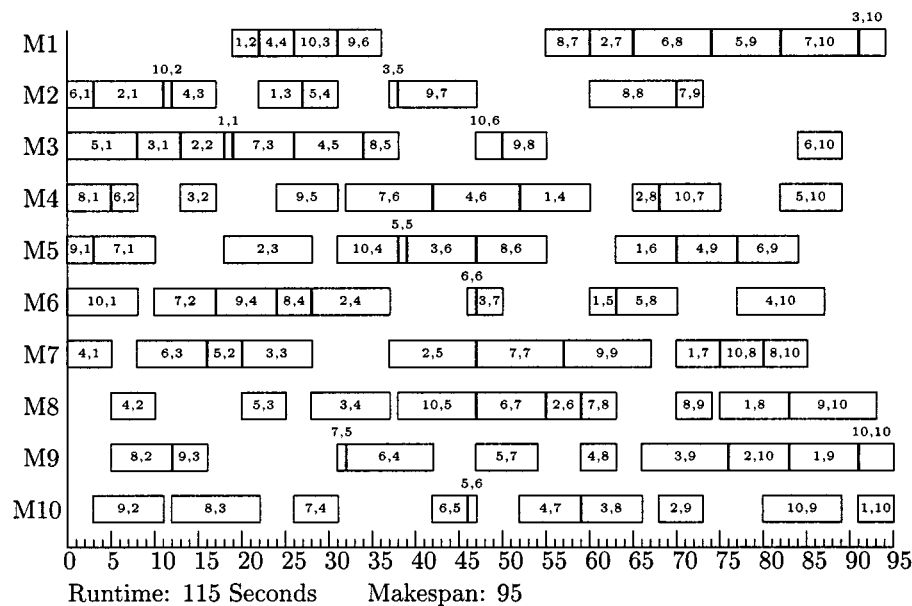 3,10
M1 1,2 4,4 10,3 9,6 8,7 2,7 6,8 5,9 7,10
10,2 3,5
M2 6,1 2,1 4,3 1,3 5,4 9,7 8,8 7,9
1,1 10,6
M3 5,1 3,1 2,2 7,3 4,5 8,5 9,8 6,10
M4 8,1 6,2 3,2 9,5 7,6 4,6 1,4 2,8 10,7 5,10
5,5
M5 9,1 7,1 2,3 10,4 3,6 8,6 1,6 4,9 6,9
6,6
M6 10,1 7,2 9,4 8,4 2,4 3,7 1,5 5,8 4,10
M7 4,1 6,3 5,2 3,3 2,5 7,7 9,9 1,7 10,8 8,10
M8 4,2 5,3 3,4 10,5 6,7 2,6 7,8 8,9 1,8 9,10
7,5 10,10
M9 8,2 9,3 6,4 5,7 4,8 3,9 2,10 1,9
5,6
M10 9,2 8,3 7,4 6,5 4,7 3,8 2,9 10,9 1,10
0 5 10 15 20 25 30 35 40 45 50 55 60 65 70 75 80 85 90 95
Runtime: 115 Seconds Makespan: 95